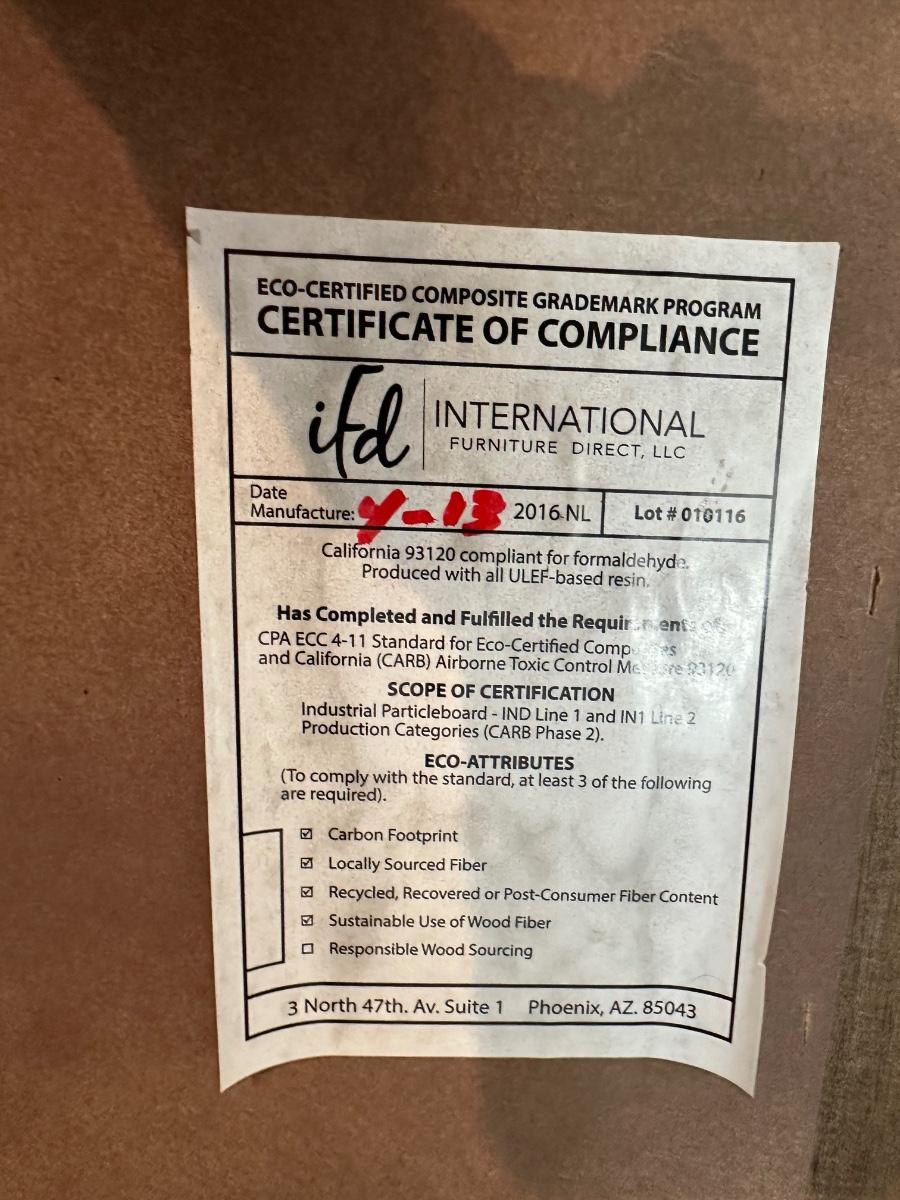 ECO-CERTIFIED COMPOSITE GRADEMARK PROGRAM
CERTIFICATE OF COMPLIANCE
ifd
INTERNATIONAL
FURNITURE DIRECT, LLC
Date
Manufacture: 4-13 2016 NL
Lot # 010116
California 93120 compliant for formaldehyde.
Produced with all ULEF-based resin.
Has Completed and Fulfilled the
CPA ECC 4-11 Standard for Eco-Certified
and California (CARB) Airborne Toxic Control 93120
SCOPE OF CERTIFICATION
Industrial Particleboard - IND Line 1 and IN1 Line 2
Production Categories (CARB Phase 2).
ECO-ATTRIBUTES
(To comply with the standard, at least 3 of the following
are required).
☑ Carbon Footprint
☑ Locally Sourced Fiber
☑ Recycled, Recovered or Post-Consumer Fiber Content
☑ Sustainable Use of Wood Fiber
☐ Responsible Wood Sourcing
3 North 47th. Av. Suite 1 Phoenix, AZ. 85043